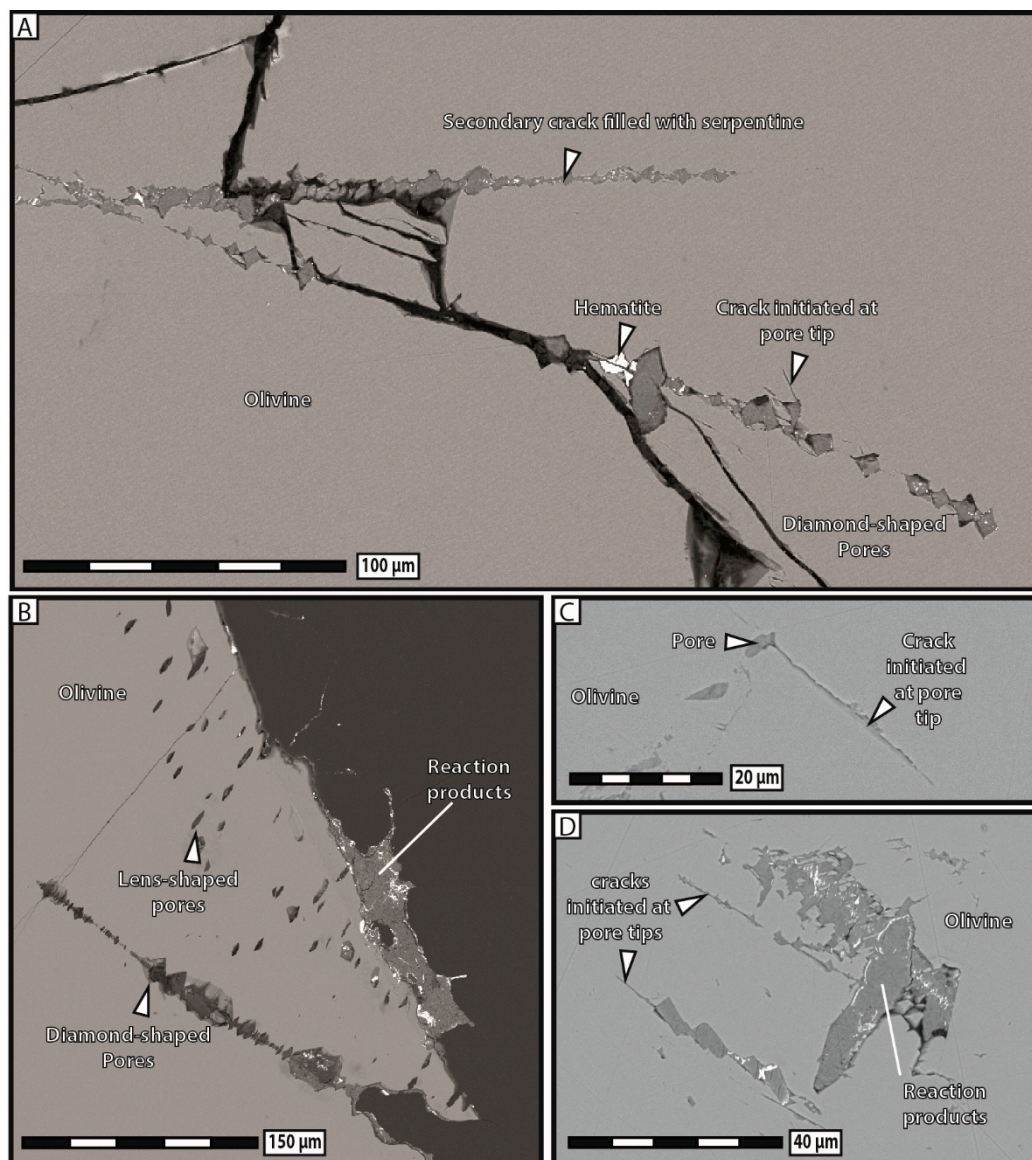 A
Secondary crack filled with serpentine
Hematite
Crack initiated at
pore tip
Olivine
Diamond-shaped
Pores
100 µm
B
Olivine
Reaction
products
Lens-shaped
pores
Diamond-shaped
Pores
150 µm
C
Pore
Crack
initiated
at pore
tip
Olivine
20 µm
D
cracks
initiated at
pore tips
Olivine
Reaction
products
40 µm